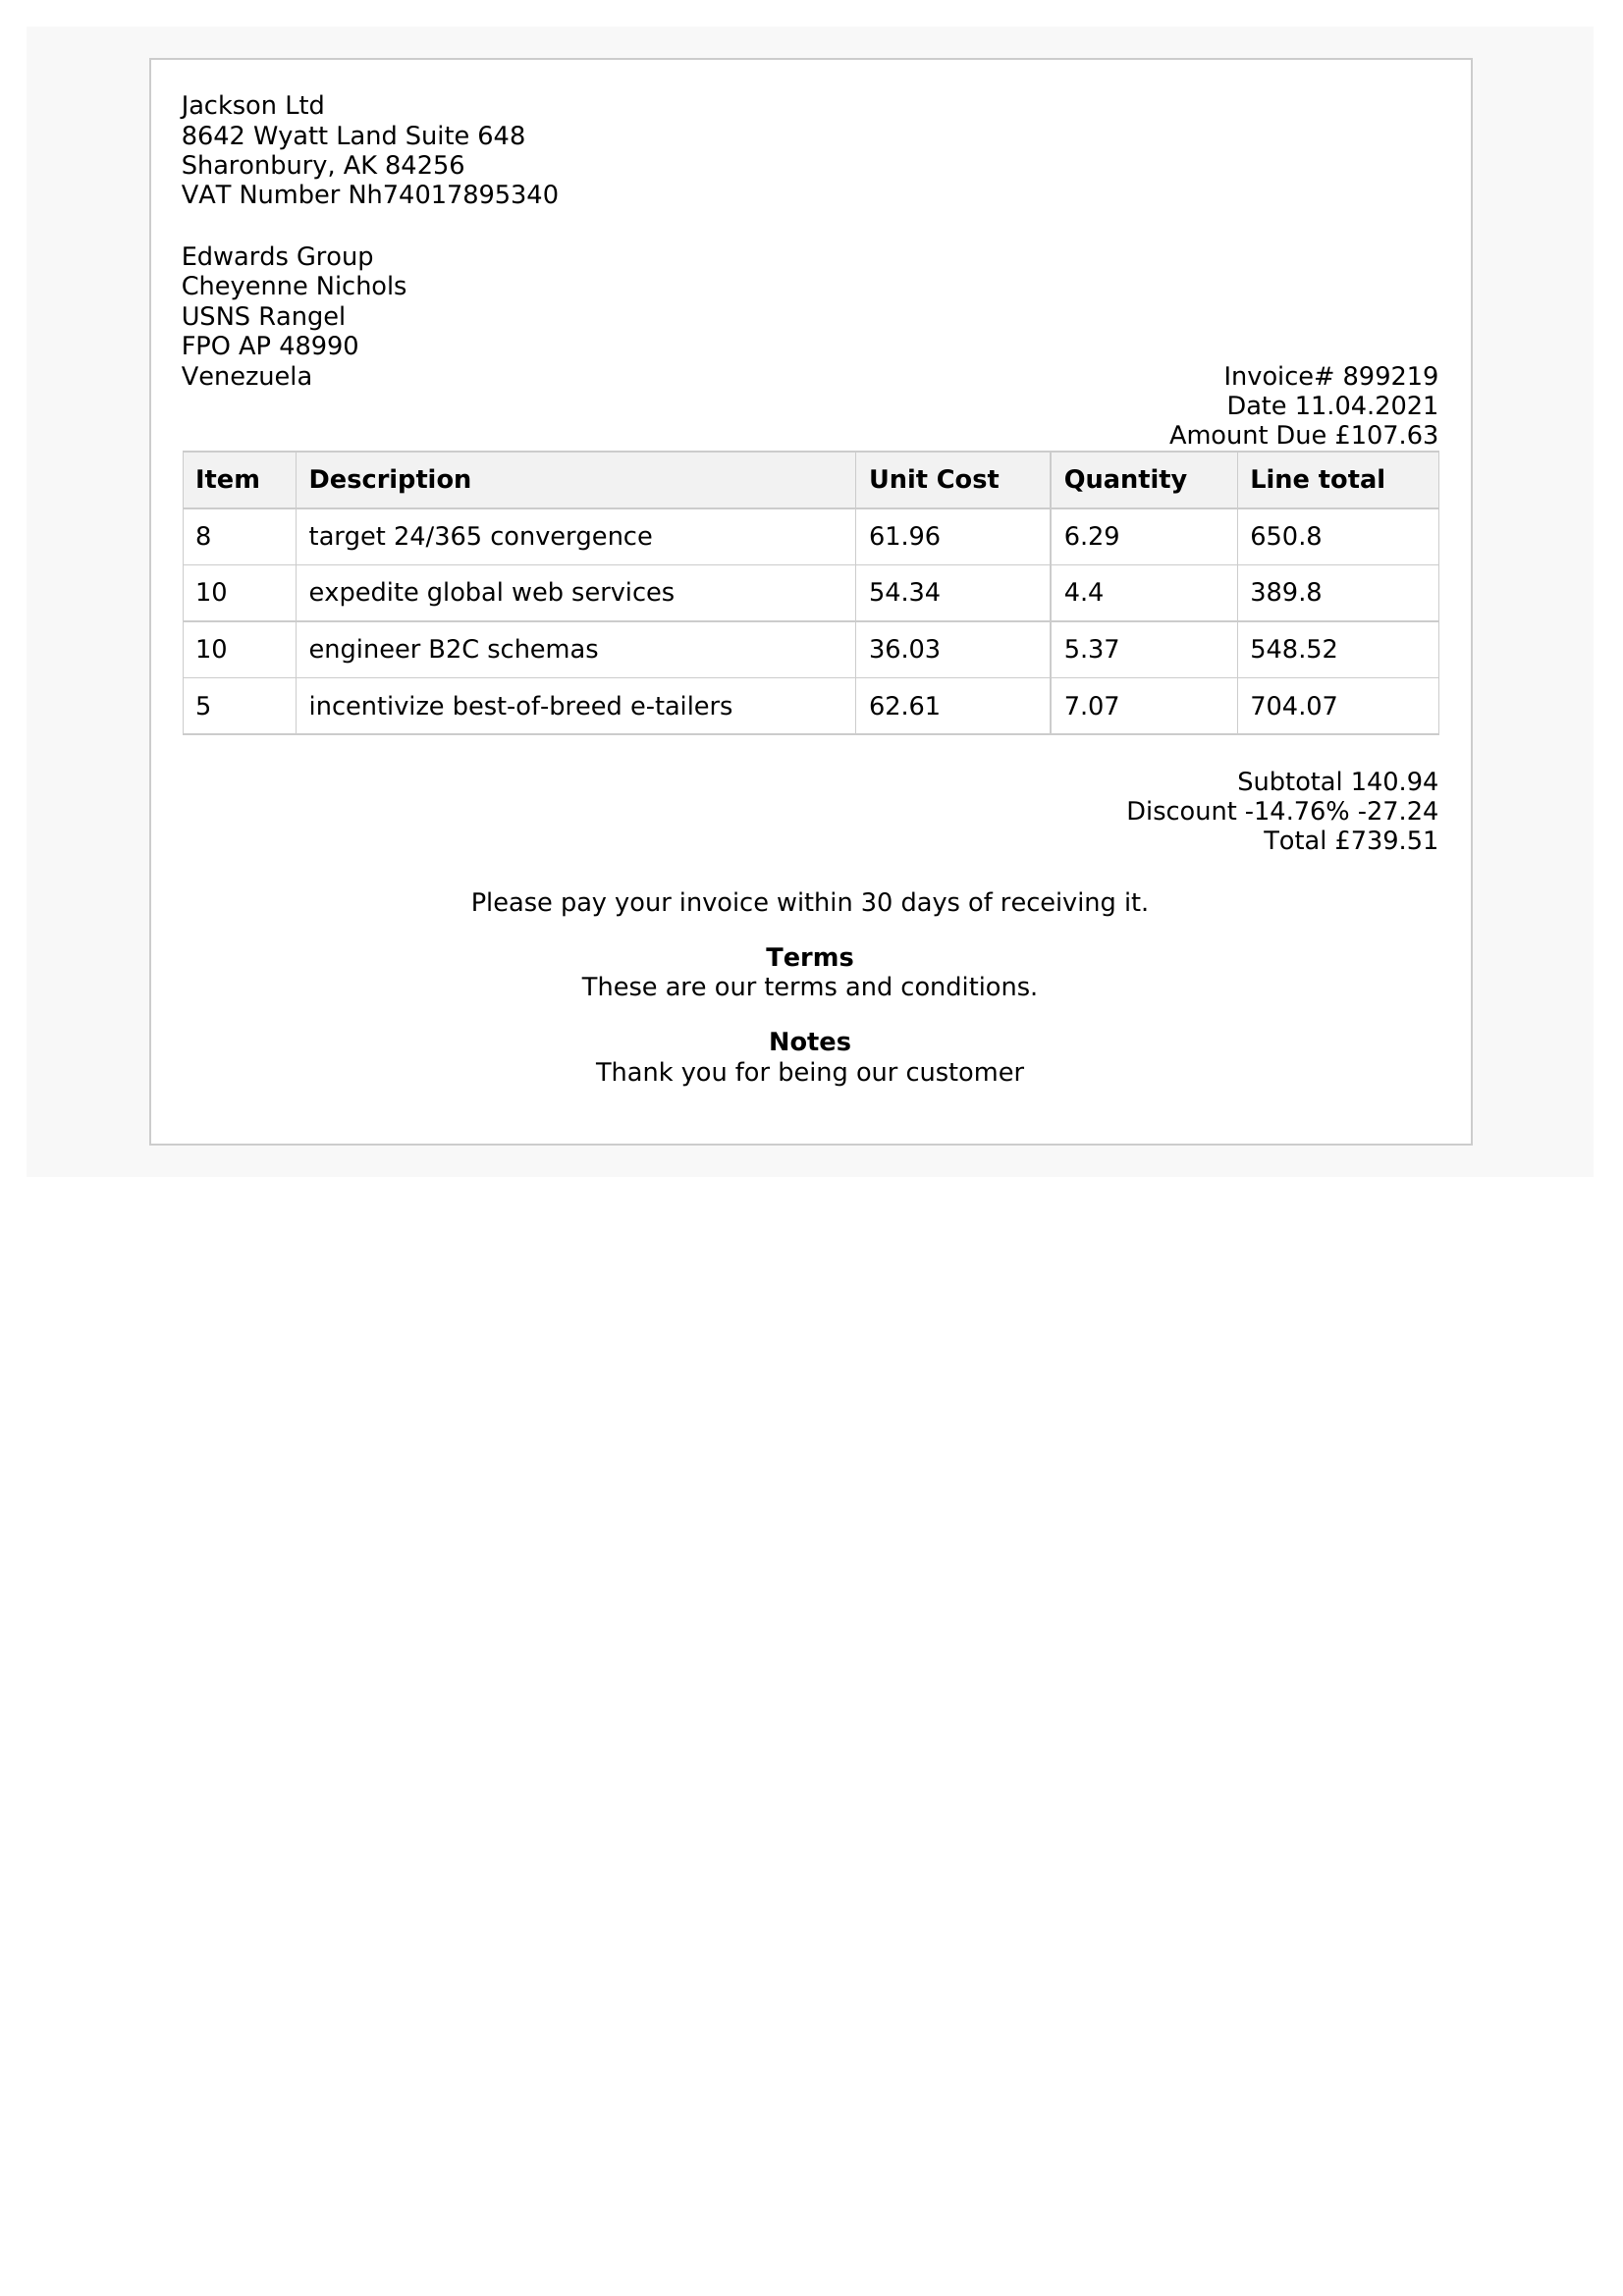 Jackson Ltd
8642 Wyatt Land Suite 648
Sharonbury, AK 84256
VAT Number Nh74017895340
Edwards Group
Cheyenne Nichols
USNS Rangel
FPO AP 48990
Venezuela
Invoice# 899219
Date 11.04.2021
Amount Due £107.63
Item Description Unit Cost Quantity Line total
8 target 24/365 convergence 61.96 6.29 650.8
10 expedite global web services 54.34 4.4 389.8
10 engineer B2C schemas 36.03 5.37 548.52
5 incentivize best-of-breed e-tailers 62.61 7.07 704.07
Subtotal 140.94
Discount -14.76% -27.24
Total £739.51
Please pay your invoice within 30 days of receiving it.
Terms
These are our terms and conditions.
Notes
Thank you for being our customer